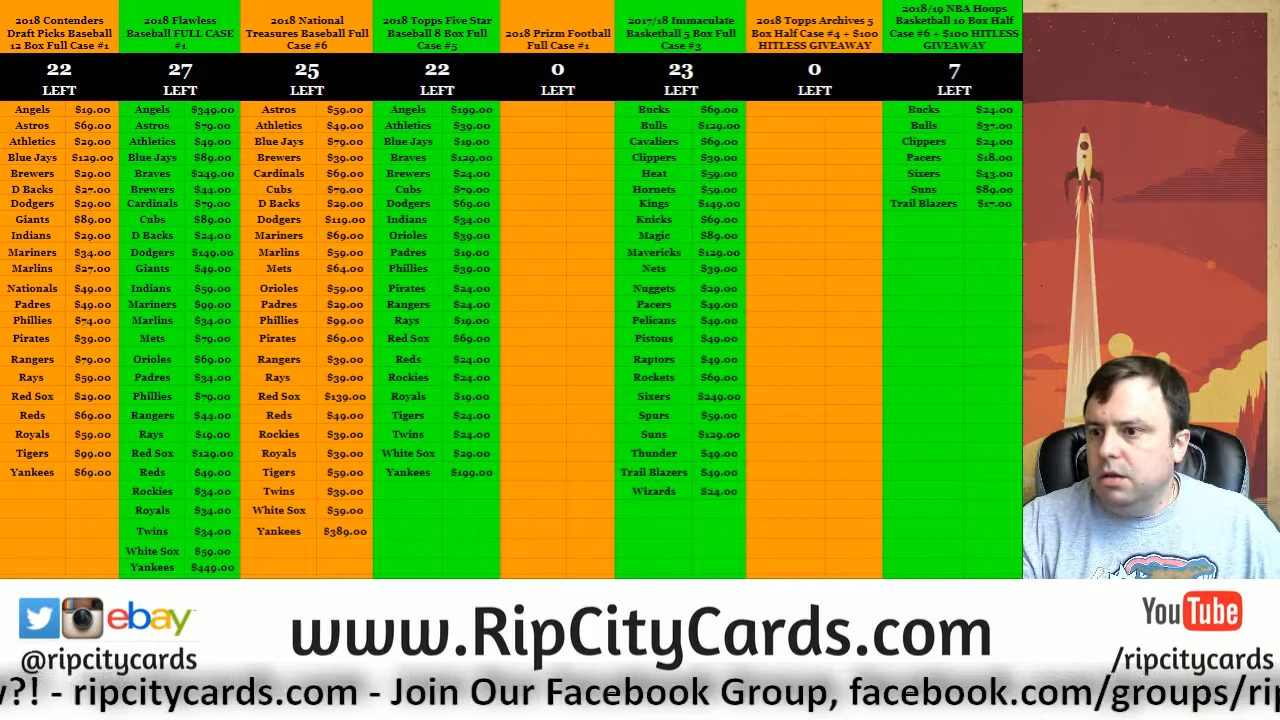 2018 Contenders
Draft Picks Baseball
12 Box Full Case #1
22
LEFT
Angels $19.00
Astros $69.00
Athletics $29.00
Blue Jays $129.00
Brewers $29.00
D Backs $27.00
Dodgers $29.00
Giants $89.00
Indians $29.00
Mariners $34.00
Marlins $27.00
Nationals $49.00
Padres $49.00
Phillies $74.00
Pirates $39.00
Rangers $79.00
Rays $59.00
Red Sox $29.00
Reds $69.00
Royals $59.00
Tigers $99.00
Yankees $69.00
2018 Flawless
Baseball FULL CASE
#1
27
LEFT
Angels $349.00
Astros $79.00
Athletics $49.00
Blue Jays $89.00
Braves $249.00
Brewers $44.00
Cardinals $79.00
Cubs $89.00
D Backs $24.00
Dodgers $149.00
Giants $49.00
Indians $59.00
Mariners $99.00
Marlins $34.00
Mets $79.00
Orioles $69.00
Padres $34.00
Phillies $79.00
Rangers $44.00
Rays $19.00
Red Sox $129.00
Reds $49.00
Rockies $34.00
Royals $34.00
Twins $34.00
White Sox $59.00
Yankees $449.00
2018 National
Treasures Baseball Full
Case #6
25
LEFT
Astros $59.00
Athletics $49.00
Blue Jays $79.00
Brewers $39.00
Cardinals $69.00
Cubs $79.00
D Backs $29.00
Dodgers $119.00
Mariners $69.00
Marlins $59.00
Mets $64.00
Orioles $59.00
Padres $29.00
Phillies $99.00
Pirates $69.00
Rangers $39.00
Rays $39.00
Red Sox $139.00
Reds $49.00
Rockies $39.00
Royals $39.00
Tigers $59.00
Twins $39.00
White Sox $59.00
Yankees $389.00
2018 Topps Five Star
Baseball 8 Box Full
Case #5
22
LEFT
Angels $199.00
Athletics $39.00
Blue Jays $19.00
Braves $129.00
Brewers $24.00
Cubs $79.00
Dodgers $69.00
Indians $34.00
Orioles $39.00
Padres $19.00
Phillies $39.00
Pirates $24.00
Rangers $24.00
Rays $19.00
Red Sox $69.00
Reds $24.00
Rockies $24.00
Royals $19.00
Tigers $24.00
Twins $24.00
White Sox $29.00
Yankees $199.00
2018 Prizm Football
Full Case #1
0
LEFT
2017/18 Immaculate
Basketball 5 Box Full
Case #3
23
LEFT
Bucks $69.00
Bulls $129.00
Cavaliers $69.00
Clippers $39.00
Heat $59.00
Hornets $59.00
Kings $149.00
Knicks $69.00
Magic $89.00
Mavericks $129.00
Nets $39.00
Nuggets $29.00
Pacers $49.00
Pelicans $49.00
Pistons $49.00
Raptors $49.00
Rockets $69.00
Sixers $249.00
Spurs $59.00
Suns $129.00
Thunder $49.00
Trail Blazers $49.00
Wizards $24.00
2018 Topps Archives 5
Box Half Case #4 + $100
HITLESS GIVEAWAY
0
LEFT
2018/19 NBA Hoops
Basketball 10 Box Half
Case #6 + $100 HITLESS
GIVEAWAY
7
LEFT
Bucks $24.00
Bulls $37.00
Clippers $24.00
Pacers $18.00
Sixers $43.00
Suns $89.00
Trail Blazers $17.00
ebay
@ripcitycards
www.RipCityCards.com
YouTube
/ripcitycards
?! - ripcitycards.com - Join Our Facebook Group, facebook.com/groups/rip